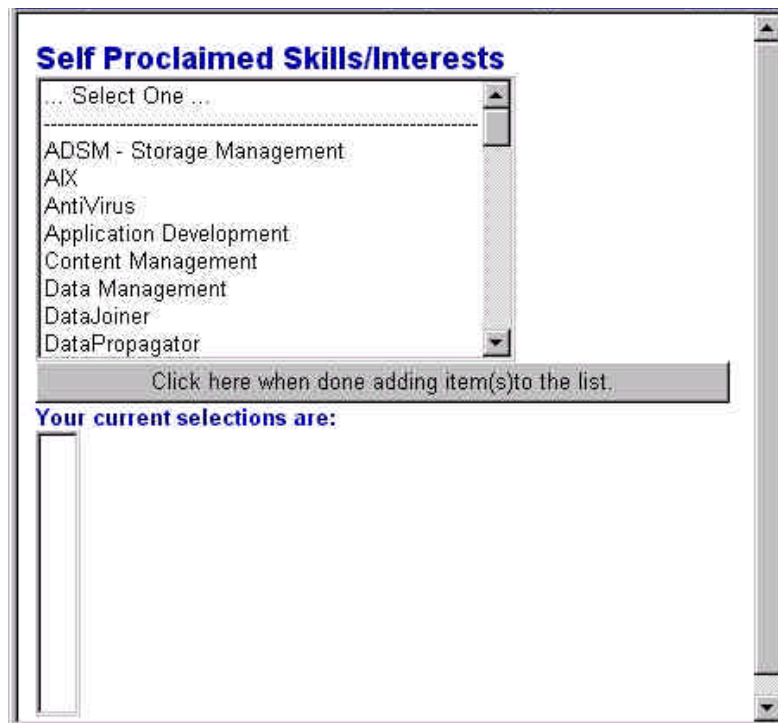 Self Proclaimed Skills/Interests
... Select One ...
--------------------------------------------------------------
ADSM - Storage Management
AIX
AntiVirus
Application Development
Content Management
Data Management
DataJoiner
DataPropagator
Click here when done adding item(s)to the list.
Your current selections are: